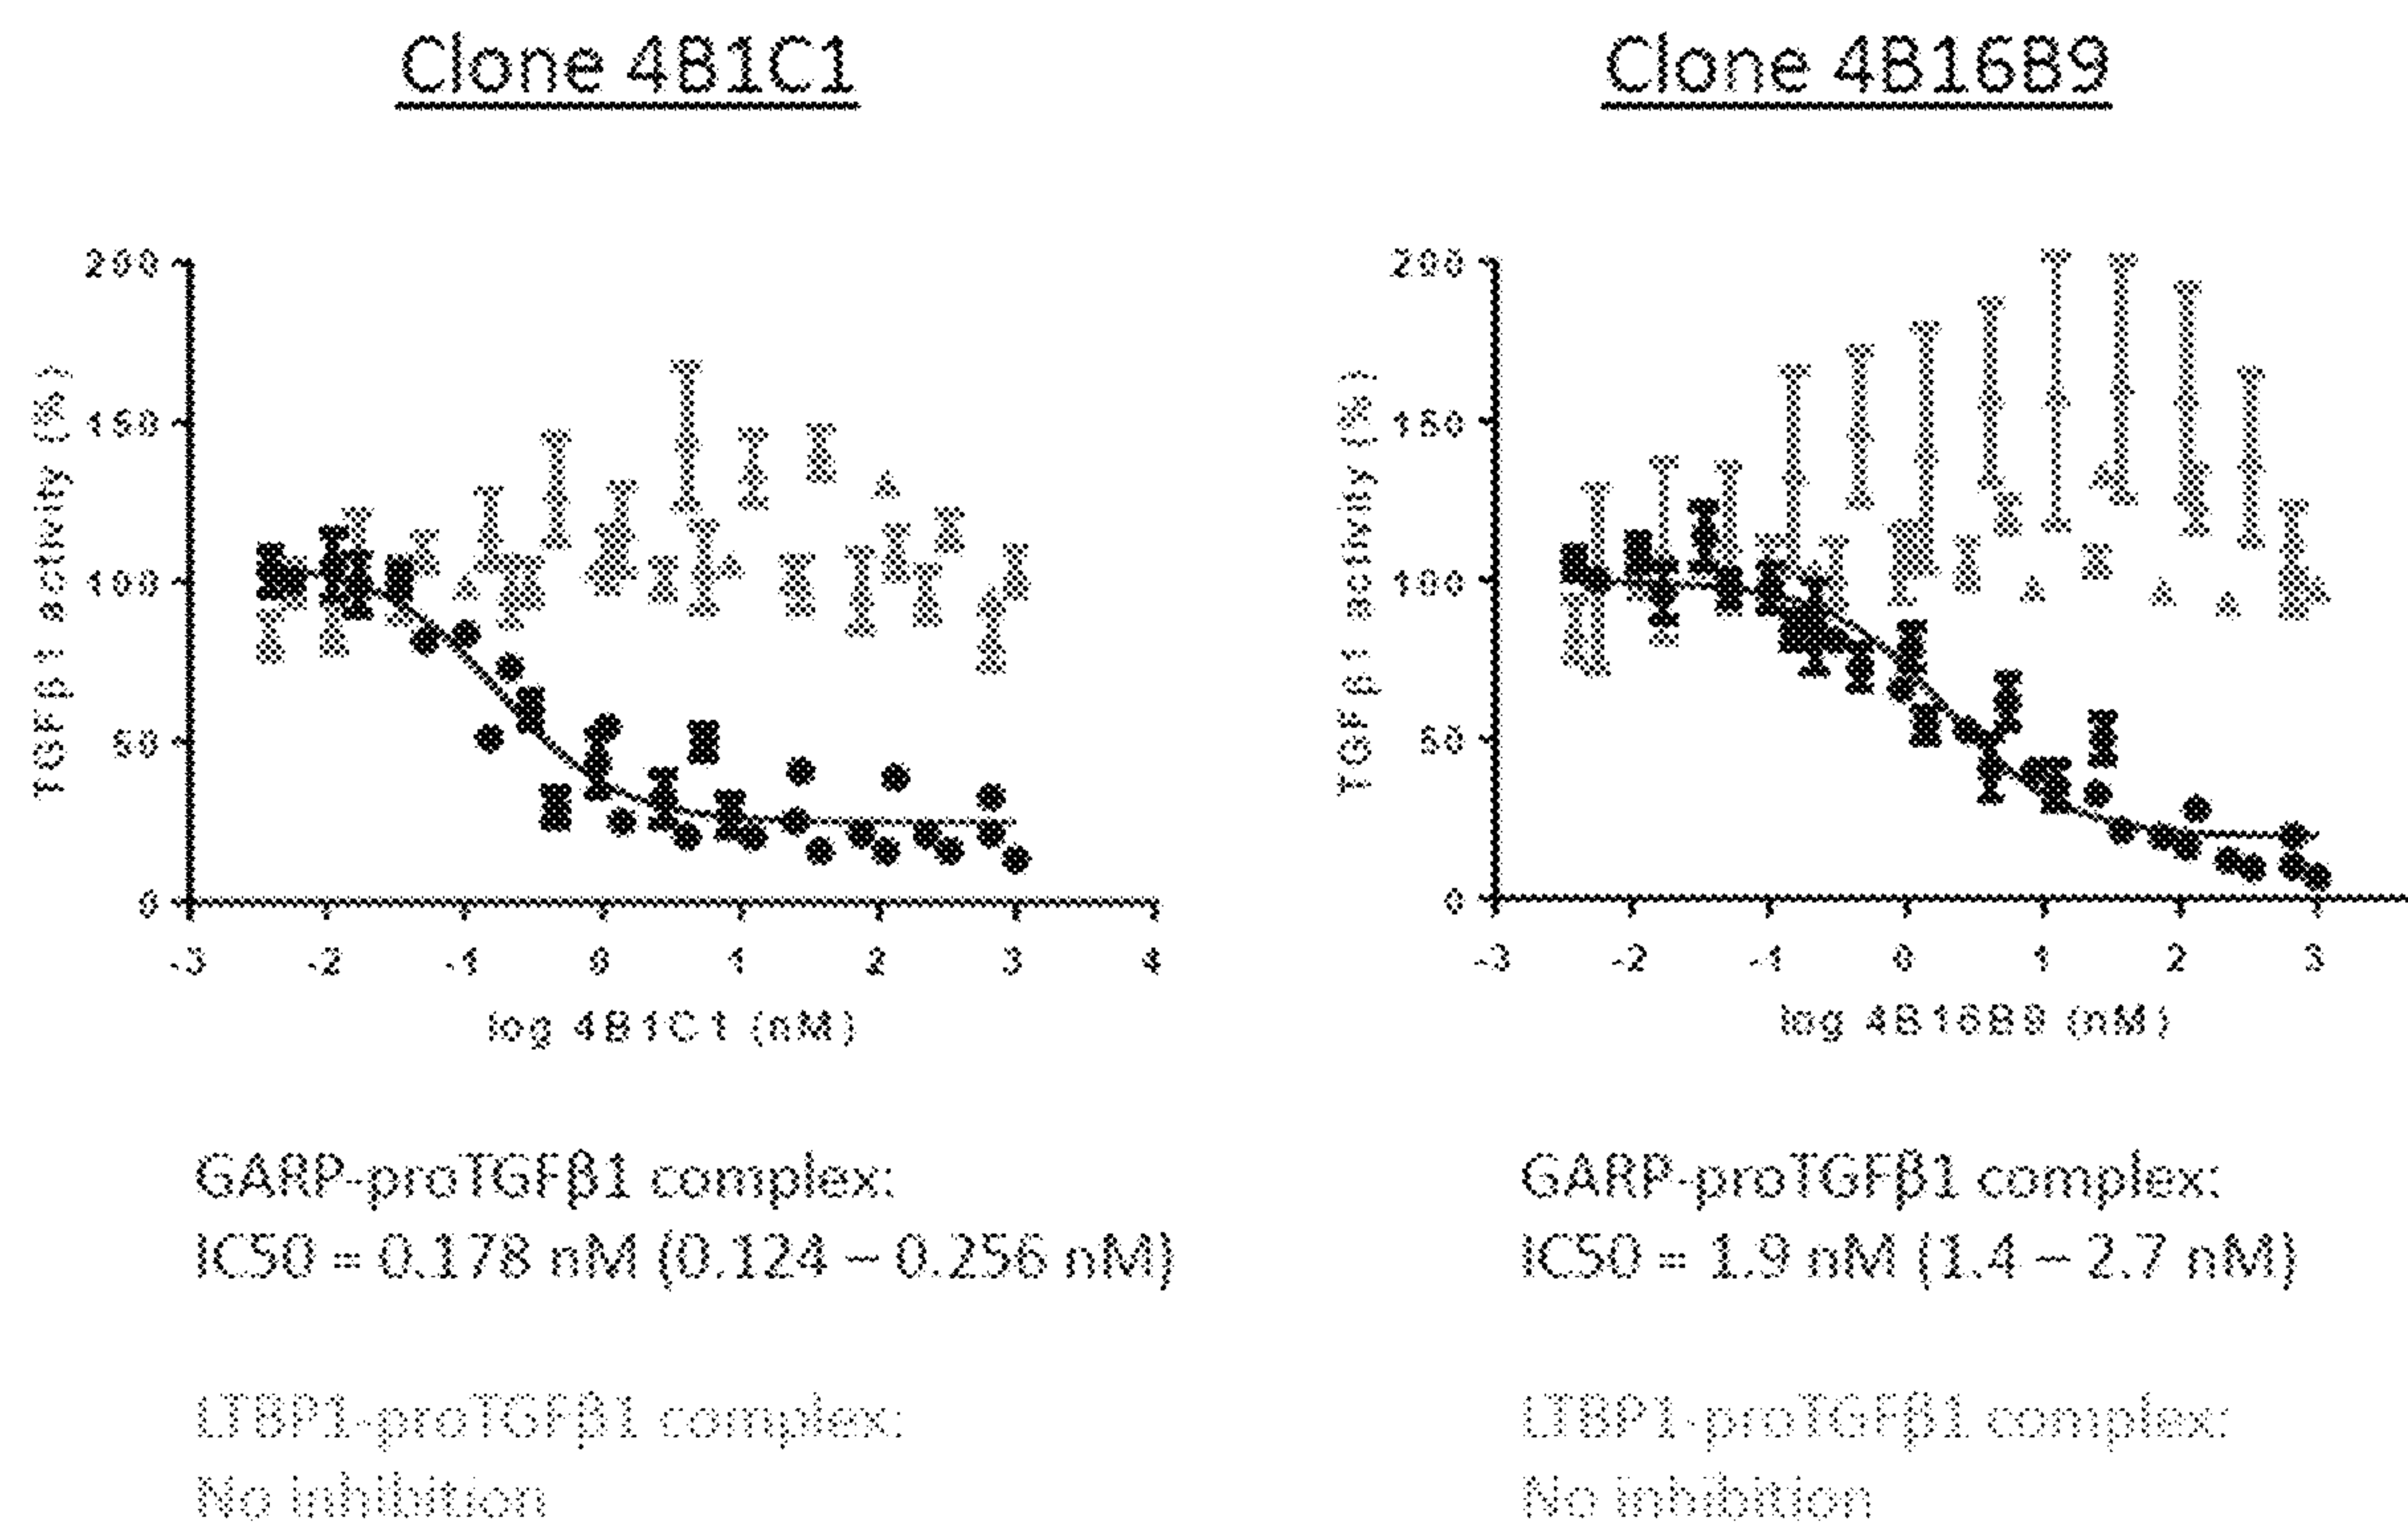 Clone 4B1C1
200
150
100
50
0
TGFβ1 activity (%)
-3 -2 -1 0 1 2 3 4
log 4B1C1 (nM)
GARP-proTGFβ1 complex:
IC50 = 0.178 nM (0.124 – 0.256 nM)
LTBP1-proTGFβ1 complex:
No inhibition
Clone 4B16B9
200
150
100
50
0
TGFβ1 activity (%)
-3 -2 -1 0 1 2 3
log 4B16B9 (nM)
GARP-proTGFβ1 complex:
IC50 = 1.9 nM (1.4 – 2.7 nM)
LTBP1-proTGFβ1 complex:
No inhibition